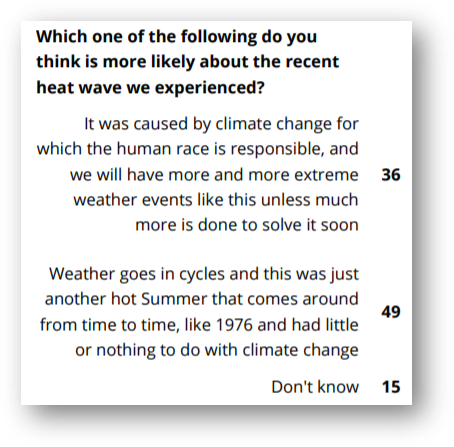 Which one of the following do you
think is more likely about the recent
heat wave we experienced?
It was caused by climate change for
which the human race is responsible, and
we will have more and more extreme 36
weather events like this unless much
more is done to solve it soon
Weather goes in cycles and this was just
another hot Summer that comes around
from time to time, like 1976 and had little 49
or nothing to do with climate change
Don't know 15